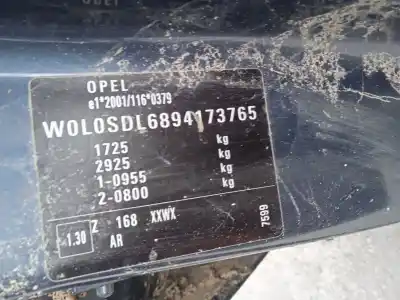 OPEL
e1*2001/116*0379
W0L0SDL6894173765
1725 kg
2925 kg
1-0955 kg
2-0800 kg
1.30 Z 168 XXWX
AR
7599